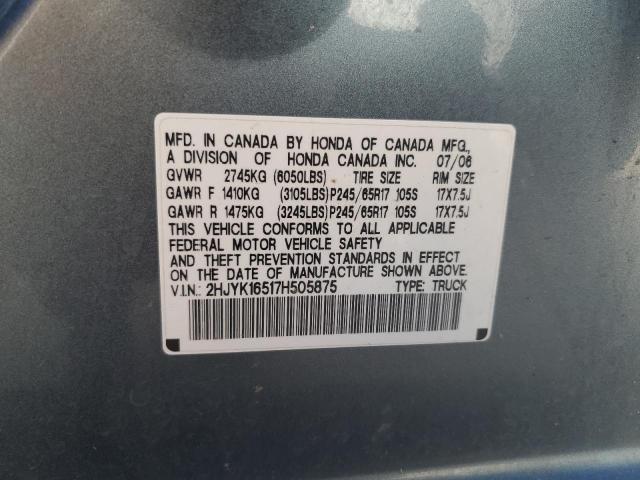 MFD. IN CANADA BY HONDA OF CANADA MFG.,
A DIVISION OF HONDA CANADA INC. 07/06
GVWR 2745KG (6050LBS) TIRE SIZE RIM SIZE
GAWR F 1410KG (3105LBS) P245/65R17 105S 17X7.5J
GAWR R 1475KG (3245LBS) P245/65R17 105S 17X7.5J
THIS VEHICLE CONFORMS TO ALL APPLICABLE
FEDERAL MOTOR VEHICLE SAFETY
AND THEFT PREVENTION STANDARDS IN EFFECT
ON THE DATE OF MANUFACTURE SHOWN ABOVE.
V.I.N.: 2HJYK16517H505875 TYPE: TRUCK